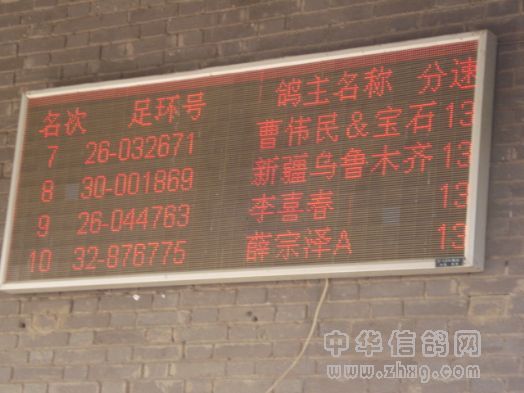 名次 足环号 鸽主名称 分速
7 26-032671 曹伟民&宝石 13
8 30-001869 新疆乌鲁木齐 13
9 26-044763 李喜春 13
10 32-876775 薛宗泽A 13
中华信鸽网
www.zhxg.com